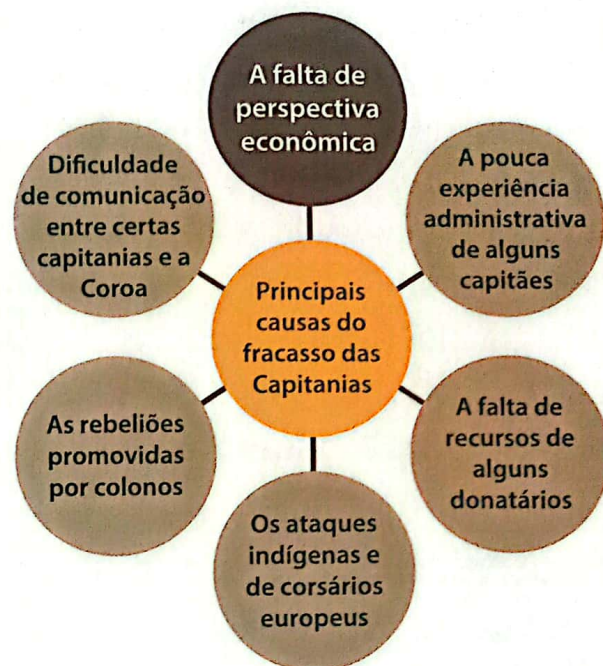 A falta de
perspectiva
econômica
Dificuldade
de comunicação
entre certas
capitanias e a
Coroa
A pouca
experiência
administrativa
de alguns
capitães
Principais
causas do
fracasso das
Capitanias
As rebeliões
promovidas
por colonos
A falta de
recursos de
alguns
donatários
Os ataques
indígenas e
de corsários
europeus